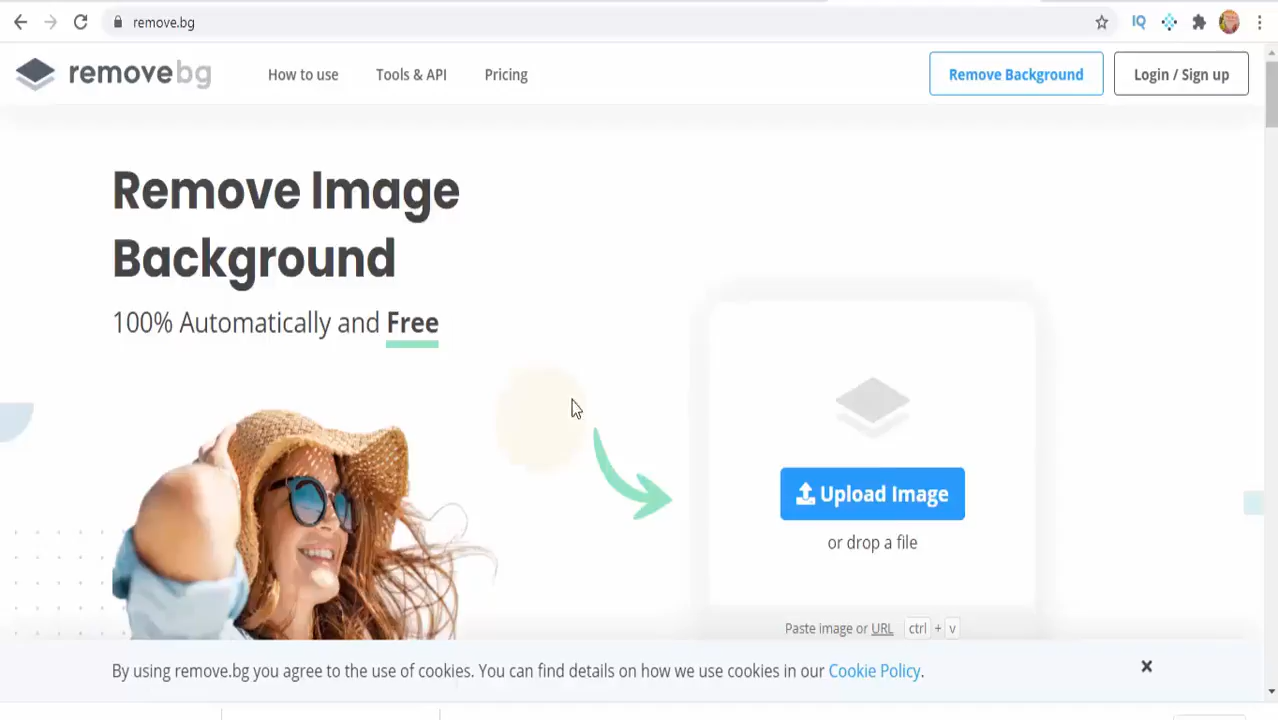 remove.bg
IQ
removebg
How to use
Tools & API
Pricing
Remove Background
Login / Sign up
Remove Image
Background
100% Automatically and Free
Upload Image
or drop a file
Paste image or URL ctrl + v
By using remove.bg you agree to the use of cookies. You can find details on how we use cookies in our Cookie Policy.